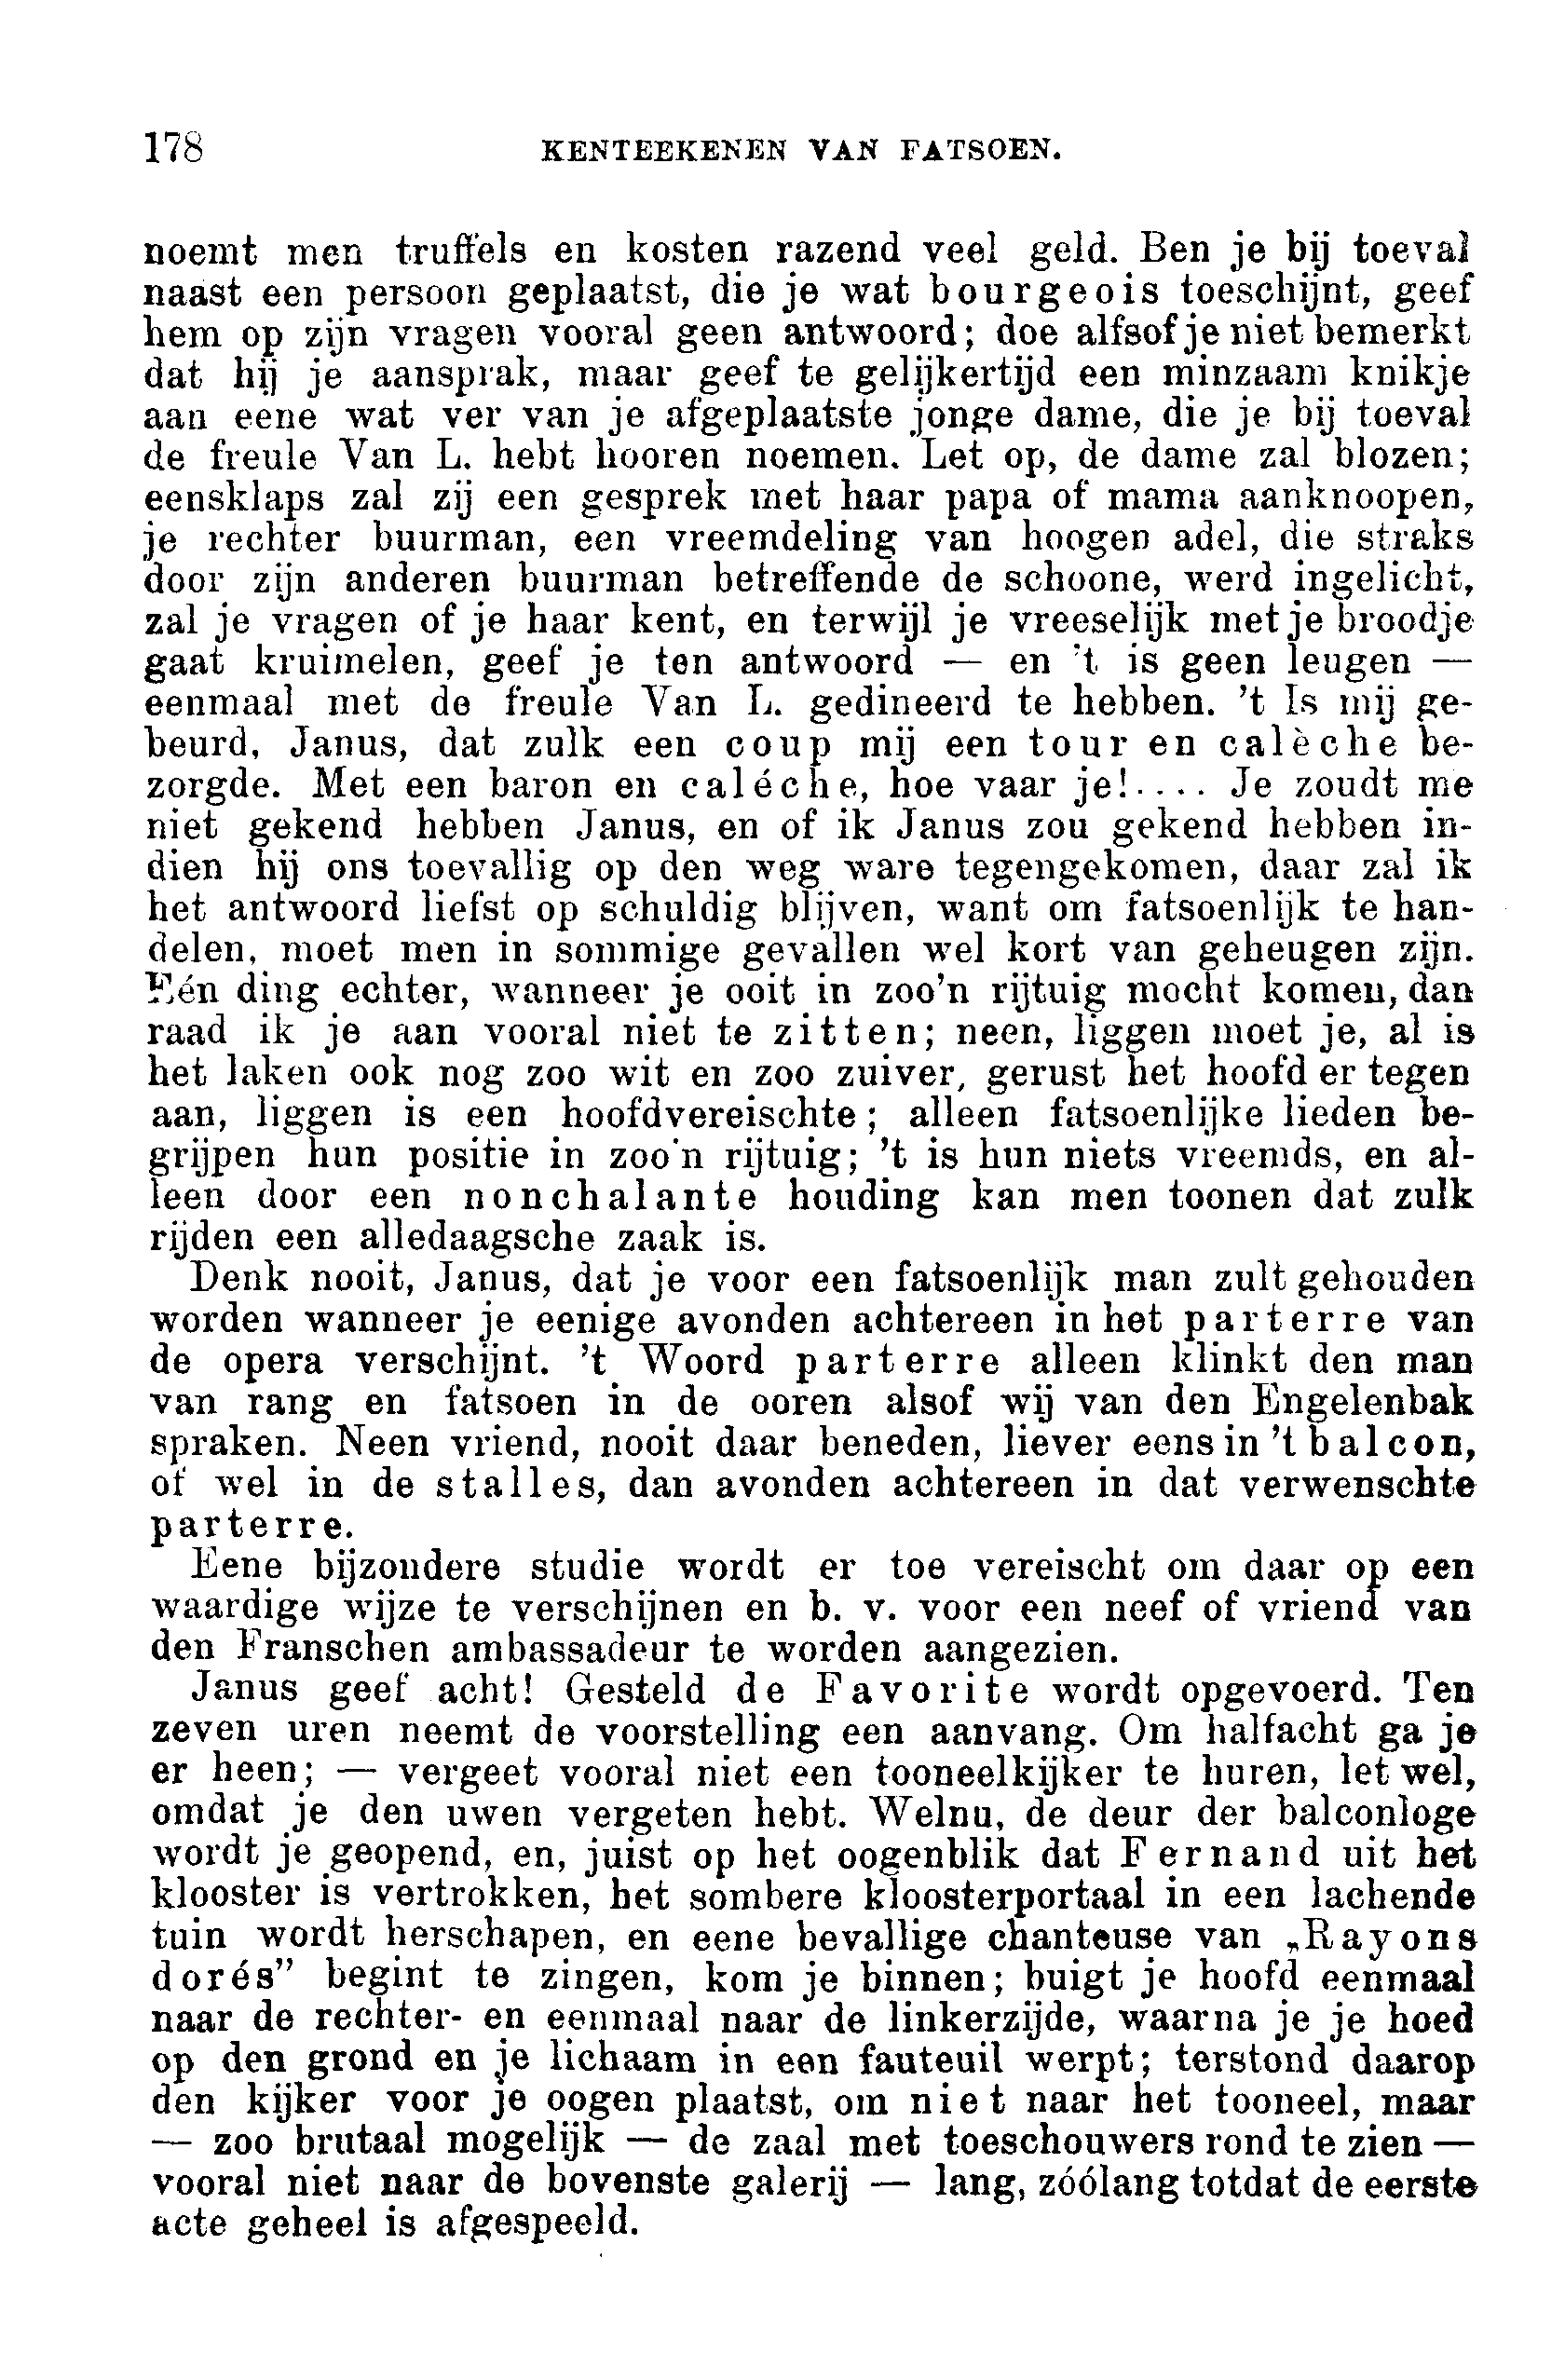 178 KENTEEKENEN VAN FATSOEN.
noemt men truffels en kosten razend veel geld. Ben je bij toeval
naast een persoon geplaatst, die je wat bourgeois toeschijnt, geef
hem op zijn vragen vooral geen antwoord; doe alfsof je niet bemerkt
dat hij je aansprak, maar geef te gelijkertijd een minzaam knikje
aan eene wat ver van je afgeplaatste jonge dame, die je bij toeval
de freule Van L. hebt hooren noemen. Let op, de dame zal blozen;
eensklaps zal zij een gesprek met haar papa of mama aanknoopen,
je rechter buurman, een vreemdeling van hoogen adel, die straks
door zijn anderen buurman betreffende de schoone, werd ingelicht,
zal je vragen of je haar kent, en terwijl je vreeselijk met je broodje
gaat kruimelen, geef je ten antwoord — en 't is geen leugen —
eenmaal met de freule Van L. gedineerd te hebben. 't Is mij ge-
beurd, Janus, dat zulk een coup mij een tour en calèche be-
zorgde. Met een baron en caléche, hoe vaar je!.... Je zoudt me
niet gekend hebben Janus, en of ik Janus zou gekend hebben in-
dien hij ons toevallig op den weg ware tegengekomen, daar zal ik
het antwoord liefst op schuldig blijven, want om fatsoenlijk te han-
delen, moet men in sommige gevallen wel kort van geheugen zijn.
Eén ding echter, wanneer je ooit in zoo'n rijtuig mocht komen, dan
raad ik je aan vooral niet te zitten; neen, liggen moet je, al is
het laken ook nog zoo wit en zoo zuiver, gerust het hoofd er tegen
aan, liggen is een hoofdvereischte; alleen fatsoenlijke lieden be-
grijpen hun positie in zoo'n rijtuig; 't is hun niets vreemds, en al-
leen door een nonchalante houding kan men toonen dat zulk
rijden een alledaagsche zaak is.
Denk nooit, Janus, dat je voor een fatsoenlijk man zult gehouden
worden wanneer je eenige avonden achtereen in het parterre van
de opera verschijnt. 't Woord parterre alleen klinkt den man
van rang en fatsoen in de ooren alsof wij van den Engelenbak
spraken. Neen vriend, nooit daar beneden, liever eens in 't balcon,
of wel in de stalles, dan avonden achtereen in dat verwenschte
parterre.
Eene bijzondere studie wordt er toe vereischt om daar op een
waardige wijze te verschijnen en b. v. voor een neef of vriend van
den Franschen ambassadeur te worden aangezien.
Janus geef acht! Gesteld de Favorite wordt opgevoerd. Ten
zeven uren neemt de voorstelling een aanvang. Om halfacht ga je
er heen; — vergeet vooral niet een tooneelkijker te huren, let wel,
omdat je den uwen vergeten hebt. Welnu, de deur der balconloge
wordt je geopend, en, juist op het oogenblik dat Fernand uit het
klooster is vertrokken, het sombere kloosterportaal in een lachende
tuin wordt herschapen, en eene bevallige chanteuse van „Rayons
dorés” begint te zingen, kom je binnen; buigt je hoofd eenmaal
naar de rechter- en eenmaal naar de linkerzijde, waarna je je hoed
op den grond en je lichaam in een fauteuil werpt; terstond daarop
den kijker voor je oogen plaatst, om niet naar het tooneel, maar
— zoo brutaal mogelijk — de zaal met toeschouwers rond te zien —
vooral niet naar de bovenste galerij — lang, zóólang totdat de eerste
acte geheel is afgespeeld.